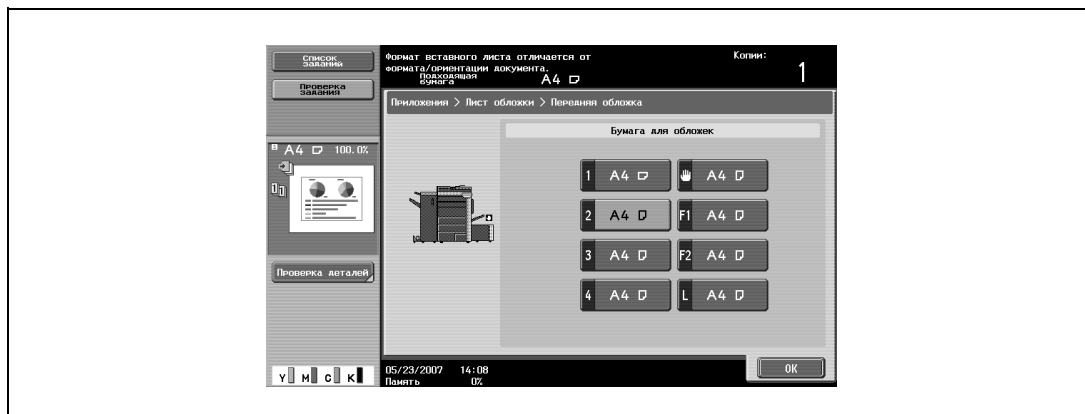 Список
заданий
Проверка
задания
Формат вставного листа отличается от
формата/ориентации документа.
Подходящая
бумага
A4
Копии:
1
Приложения > Лист обложки > Передняя обложка
A4 100.0%
Бумага для обложек
1 A4
A4
2 A4
F1 A4
3 A4
F2 A4
4 A4
L A4
Проверка деталей
Y M C K
05/23/2007 14:08
Память 0%
OK